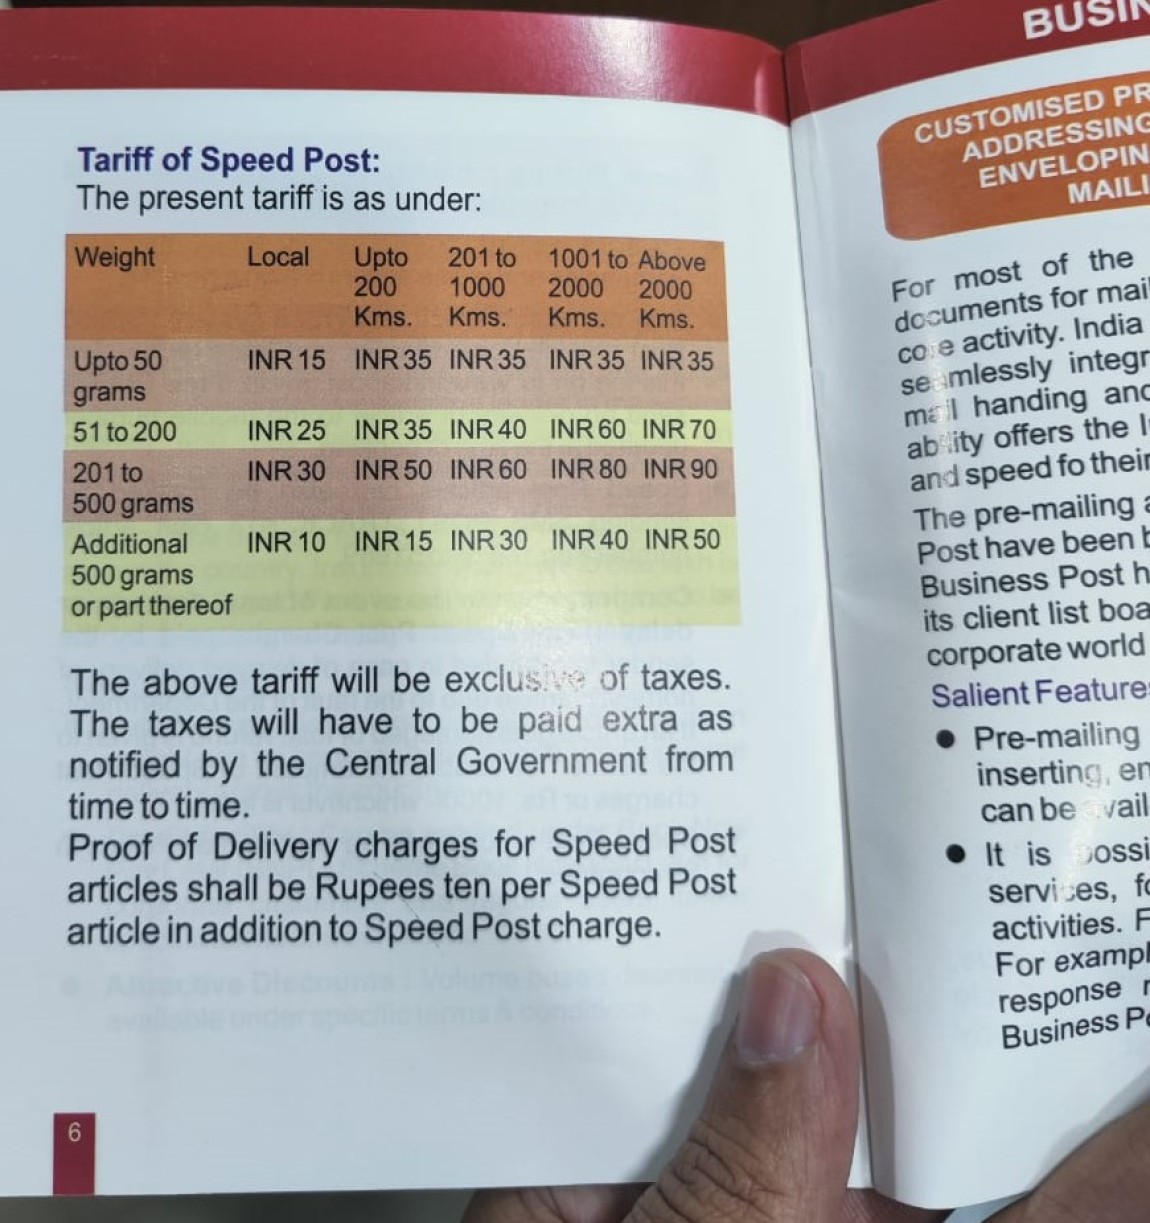 Tariff of Speed Post:
The present tariff is as under:
Weight Local Upto 200 Kms. 201 to 1000 Kms. 1001 to 2000 Kms. Above 2000 Kms.
Upto 50 grams INR 15 INR 35 INR 35 INR 35 INR 35
51 to 200 INR 25 INR 35 INR 40 INR 60 INR 70
201 to 500 grams INR 30 INR 50 INR 60 INR 80 INR 90
Additional 500 grams or part thereof INR 10 INR 15 INR 30 INR 40 INR 50
The above tariff will be exclusive of taxes.
The taxes will have to be paid extra as
notified by the Central Government from
time to time.
Proof of Delivery charges for Speed Post
articles shall be Rupees ten per Speed Post
article in addition to Speed Post charge.
6
BUSIN
CUSTOMISED PR
ADDRESSING
ENVELOPIN
MAILI
For most of the
documents for mail
core activity. India
seamlessly integr
mail handing and
ability offers the I
and speed fo their
The pre-mailing a
Post have been b
Business Post h
its client list boa
corporate world
Salient Features
● Pre-mailing
inserting, en
can be avail
● It is possi
services, fo
activities. F
For exampl
response r
Business Po